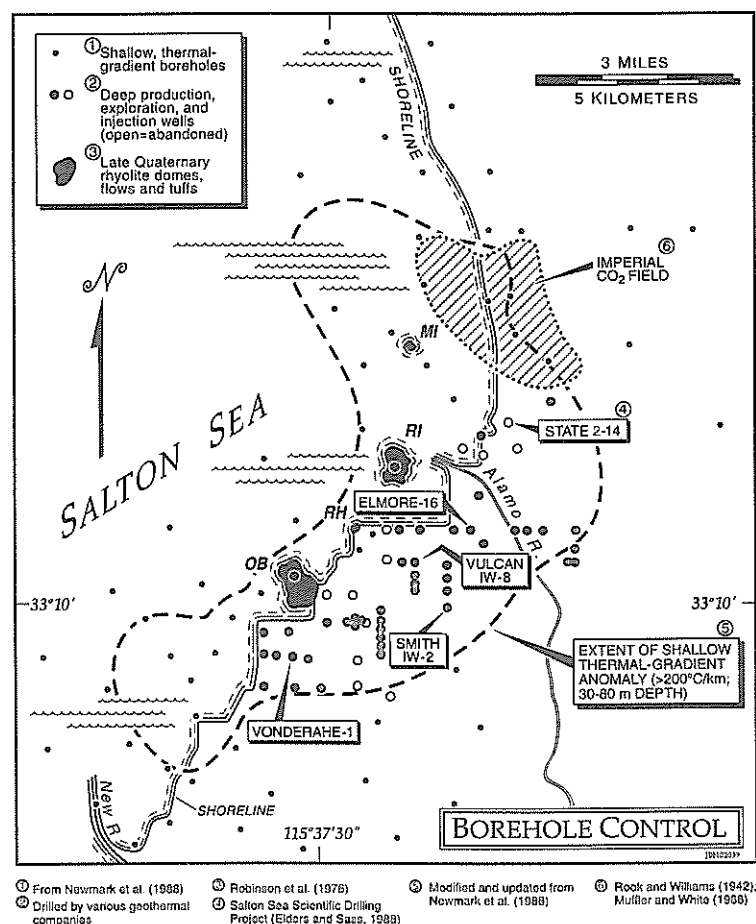 ① Shallow, thermal-
gradient boreholes
② Deep production,
exploration, and
injection wells
(open=abandoned)
③ Late Quaternary
rhyolite domes,
flows and tuffs
3 MILES
5 KILOMETERS
SHORELINE
N
⑥
IMPERIAL
CO₂ FIELD
MI
④
STATE 2-14
SALTON SEA
RI
Alamo R.
ELMORE-16
RH
VULCAN
IW-8
OB
33°10'
33°10'
⑤
SMITH
IW-2
EXTENT OF SHALLOW
THERMAL-GRADIENT
ANOMALY (>200°C/km;
30-80 m DEPTH)
VONDERAHE-1
New R.
SHORELINE
115°37'30"
BOREHOLE CONTROL
① From Newmark et al. (1988)
② Drilled by various geothermal
companies
③ Robinson et al. (1976)
④ Salton Sea Scientific Drilling
Project (Elders and Sass, 1988)
⑤ Modified and updated from
Newmark et al. (1988)
⑥ Rook and Williams (1942),
Muffler and White (1968)